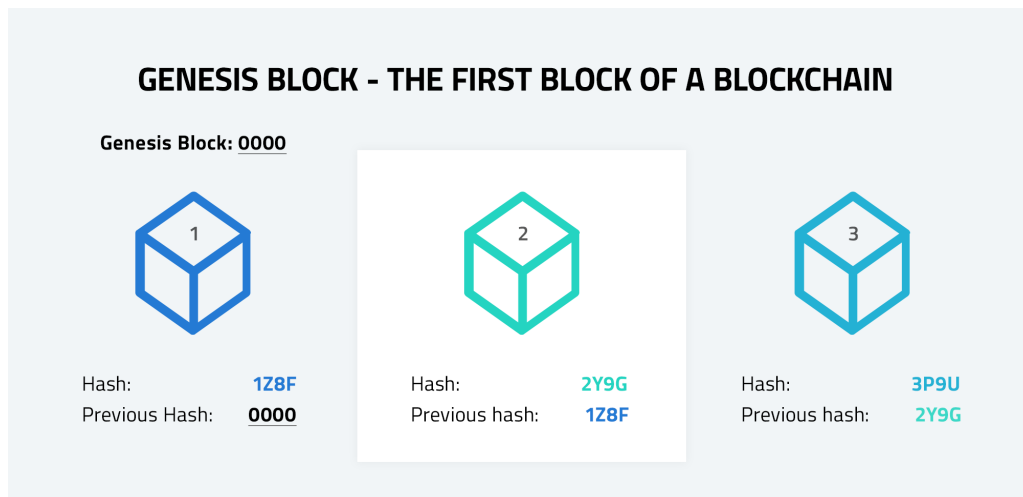 GENESIS BLOCK - THE FIRST BLOCK OF A BLOCKCHAIN
Genesis Block: 0000
1
Hash: 1Z8F
Previous Hash: 0000
2
Hash: 2Y9G
Previous hash: 1Z8F
3
Hash: 3P9U
Previous hash: 2Y9G